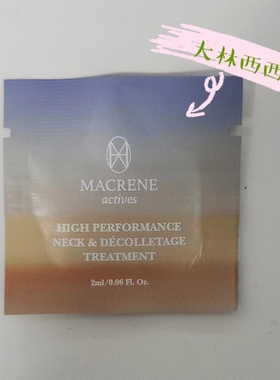 大林西西
MACRENE
actives
HIGH PERFORMANCE
NECK & DÉCOLLETAGE
TREATMENT
2ml/0.06 Fl. Oz.